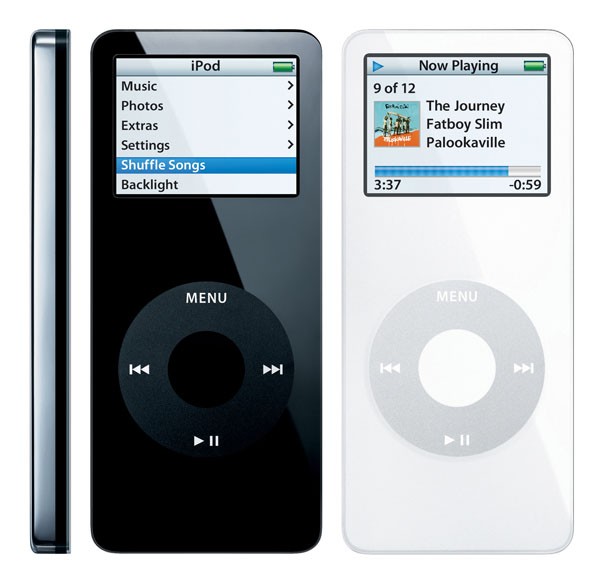 iPod
Music
Photos
Extras
Settings
Shuffle Songs
Backlight
MENU
Now Playing
9 of 12
The Journey
Fatboy Slim
Palookaville
3:37
-0:59
MENU